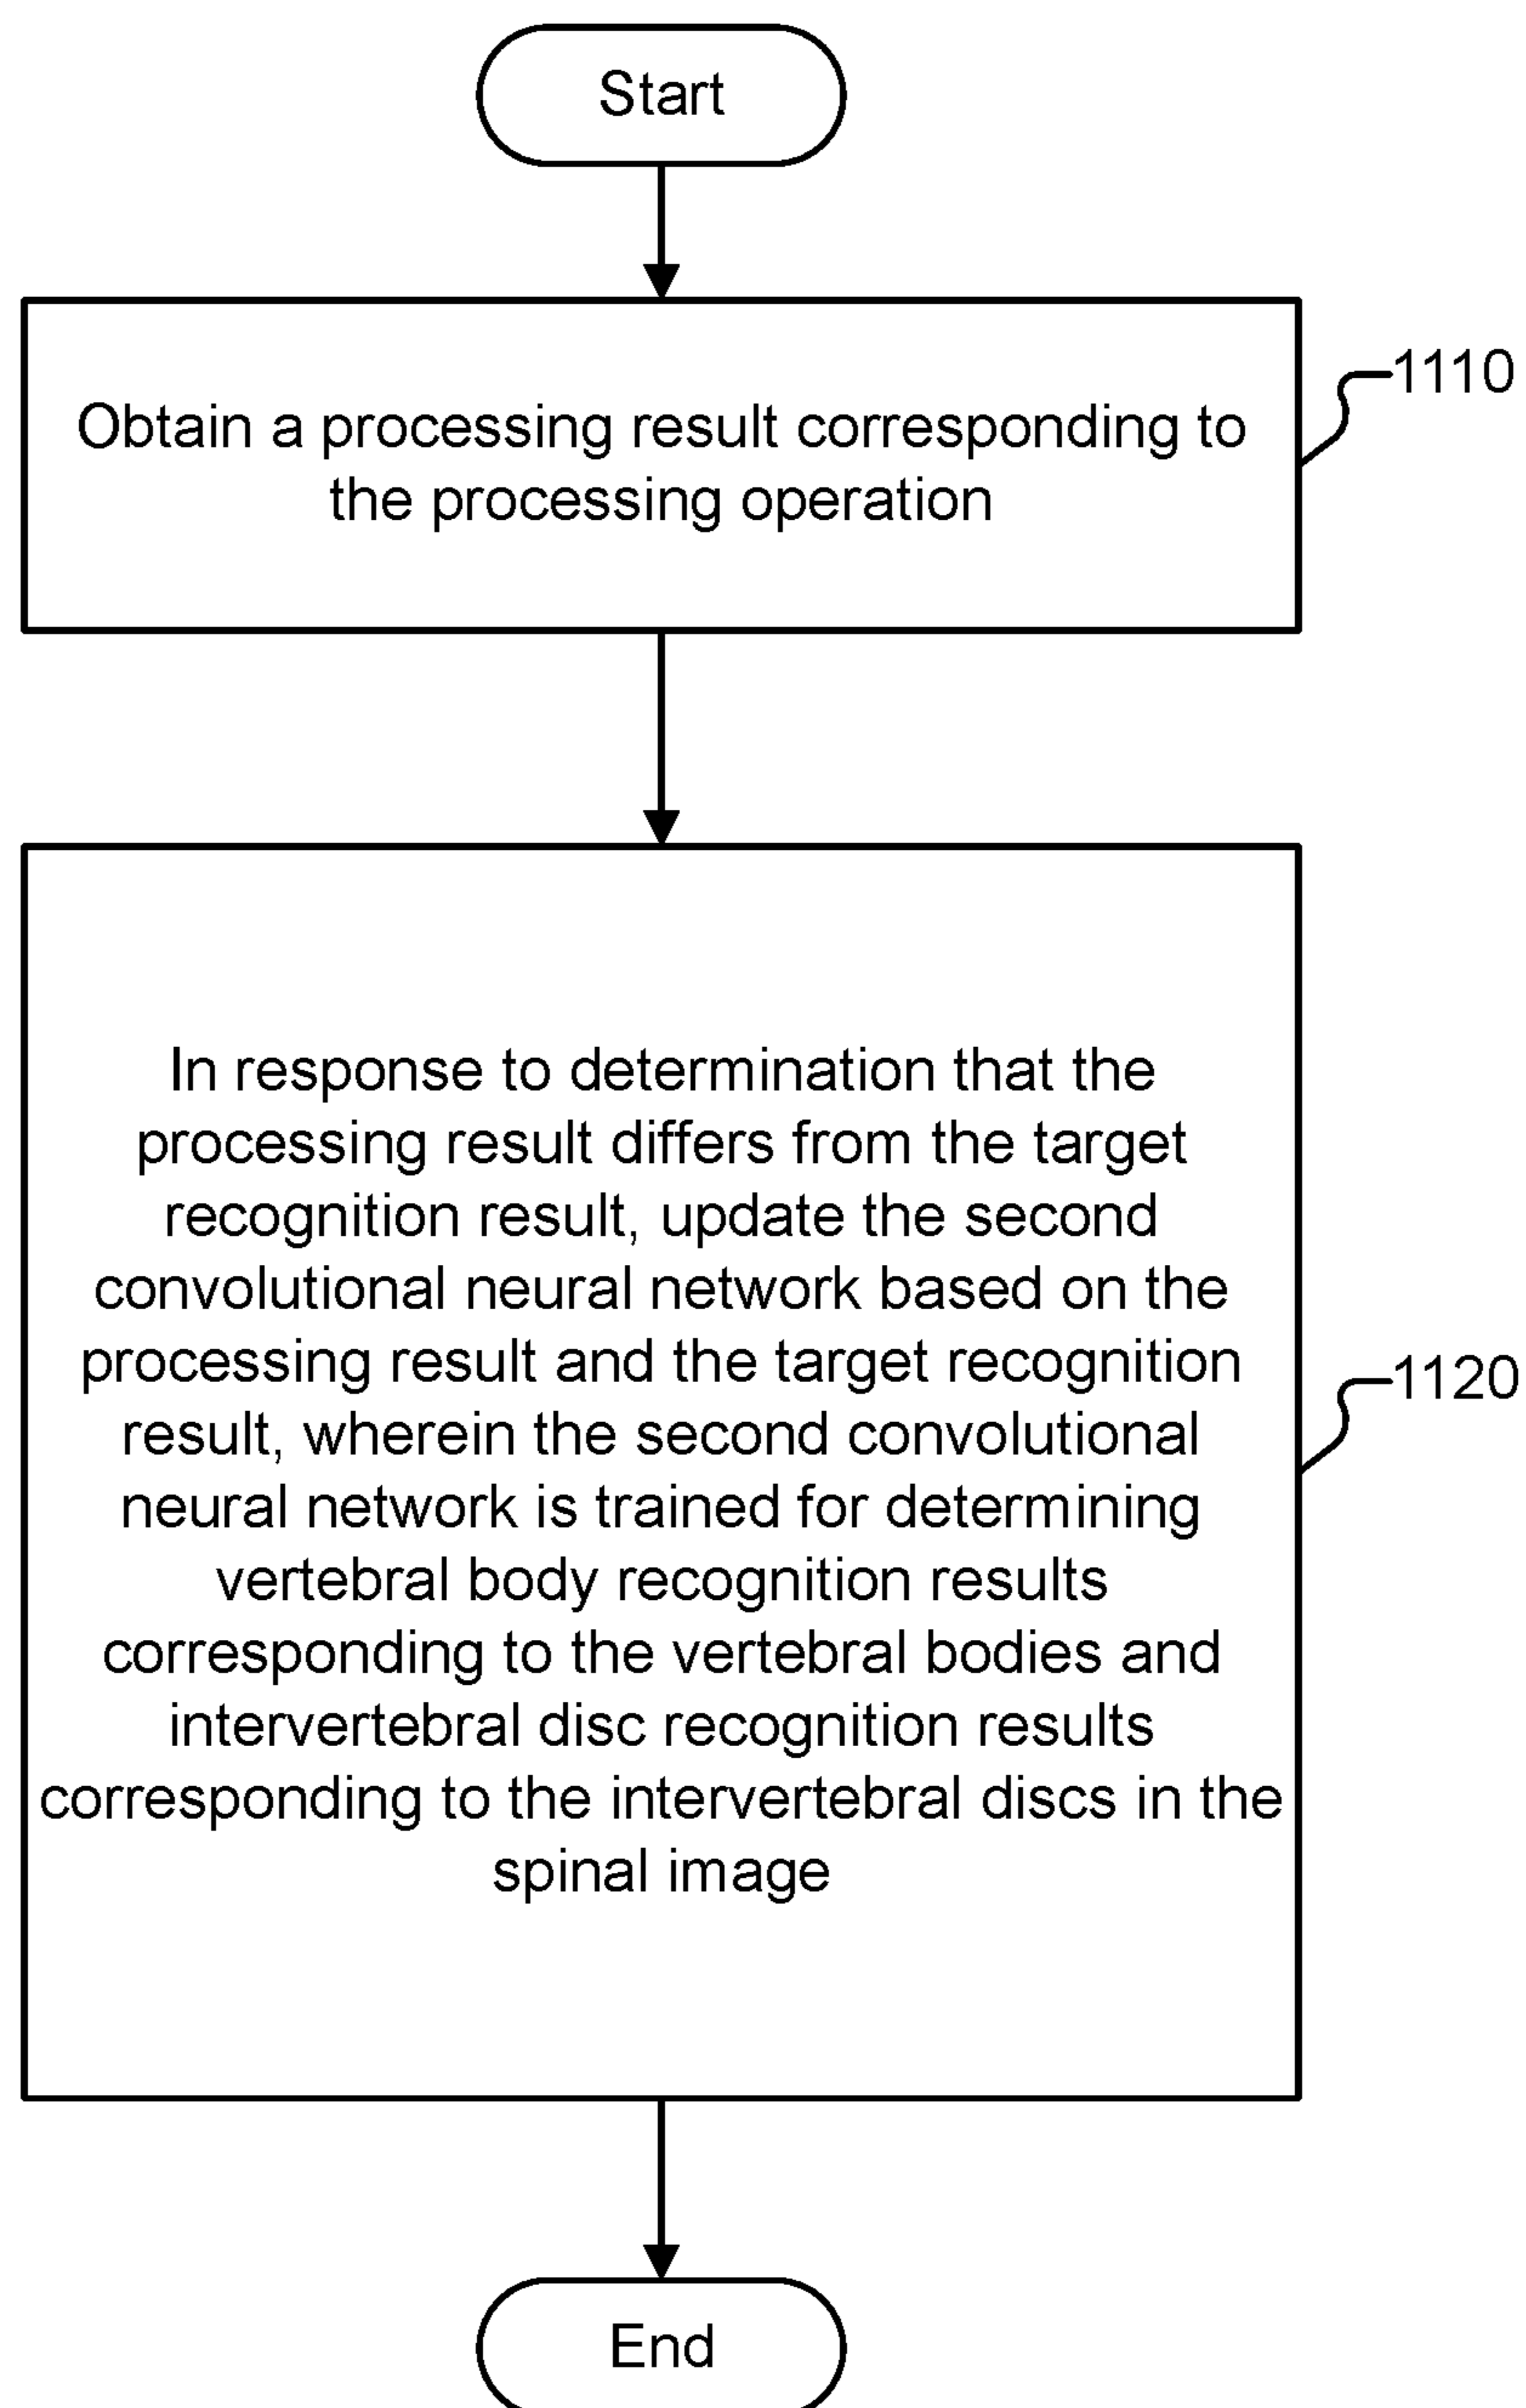 Start
Obtain a processing result corresponding to
the processing operation
1110
In response to determination that the
processing result differs from the target
recognition result, update the second
convolutional neural network based on the
processing result and the target recognition
result, wherein the second convolutional
neural network is trained for determining
vertebral body recognition results
corresponding to the vertebral bodies and
intervertebral disc recognition results
corresponding to the intervertebral discs in the
spinal image
1120
End